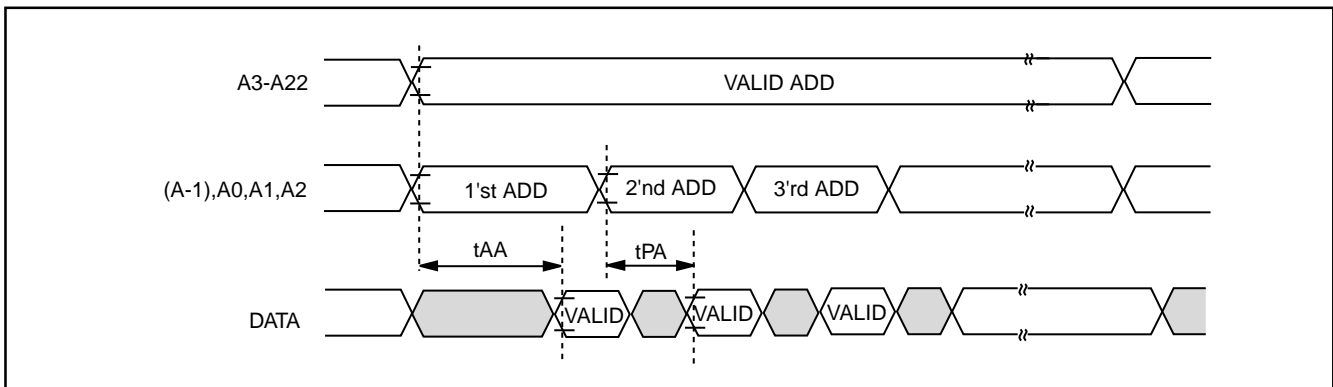 A3-A22
VALID ADD
(A-1),A0,A1,A2
1'st ADD
2'nd ADD
3'rd ADD
tAA
tPA
DATA
VALID
VALID
VALID